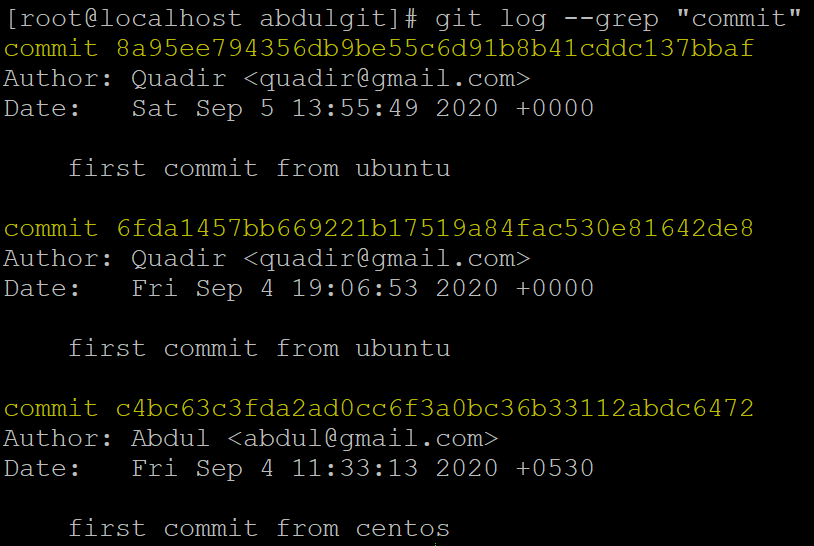 [root@localhost abdulgit]# git log --grep "commit"
commit 8a95ee794356db9be55c6d91b8b41cddc137bbaf
Author: Quadir <quadir@gmail.com>
Date:   Sat Sep 5 13:55:49 2020 +0000
    first commit from ubuntu
commit 6fda1457bb669221b17519a84fac530e81642de8
Author: Quadir <quadir@gmail.com>
Date:   Fri Sep 4 19:06:53 2020 +0000
    first commit from ubuntu
commit c4bc63c3fda2ad0cc6f3a0bc36b33112abdc6472
Author: Abdul <abdul@gmail.com>
Date:   Fri Sep 4 11:33:13 2020 +0530
    first commit from centos